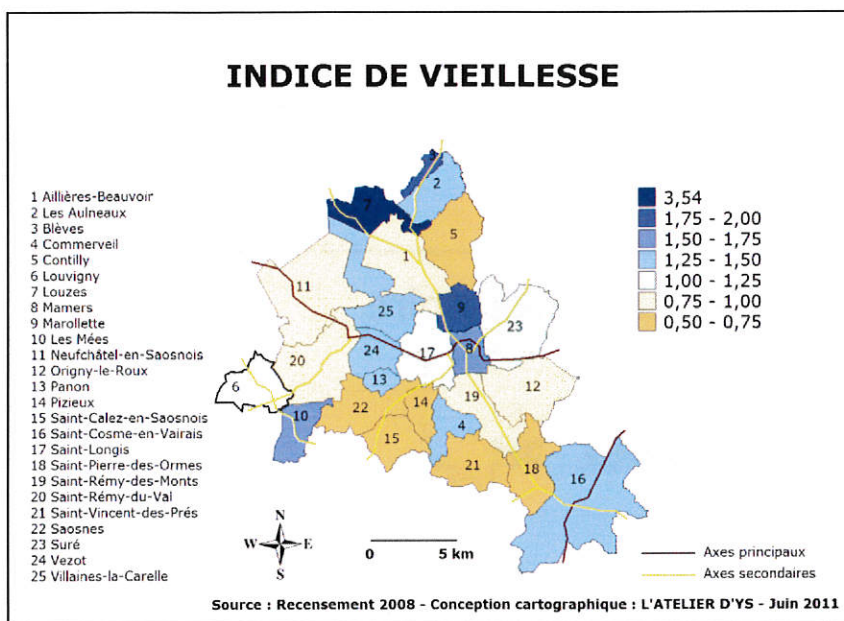 INDICE DE VIEILLESSE
1 Aillières-Beauvoir
2 Les Aulneaux
3 Blèves
4 Commerveil
5 Contilly
6 Louvigny
7 Louzes
8 Mamers
9 Marollette
10 Les Mées
11 Neufchâtel-en-Saosnois
12 Origny-le-Roux
13 Panon
14 Pizieux
15 Saint-Calez-en-Saosnois
16 Saint-Cosme-en-Vairais
17 Saint-Longis
18 Saint-Pierre-des-Ormes
19 Saint-Rémy-des-Monts
20 Saint-Rémy-du-Val
21 Saint-Vincent-des-Prés
22 Saosnes
23 Suré
24 Vezot
25 Villaines-la-Carelle
3
2
7
5
1
11
9
25
23
8
17
24
20
13
6
12
19
14
22
10
4
15
21
18
16
3,54
1,75 - 2,00
1,50 - 1,75
1,25 - 1,50
1,00 - 1,25
0,75 - 1,00
0,50 - 0,75
N
W E
S
0 5 km
Axes principaux
Axes secondaires
Source : Recensement 2008 - Conception cartographique : L'ATELIER D'YS - Juin 2011